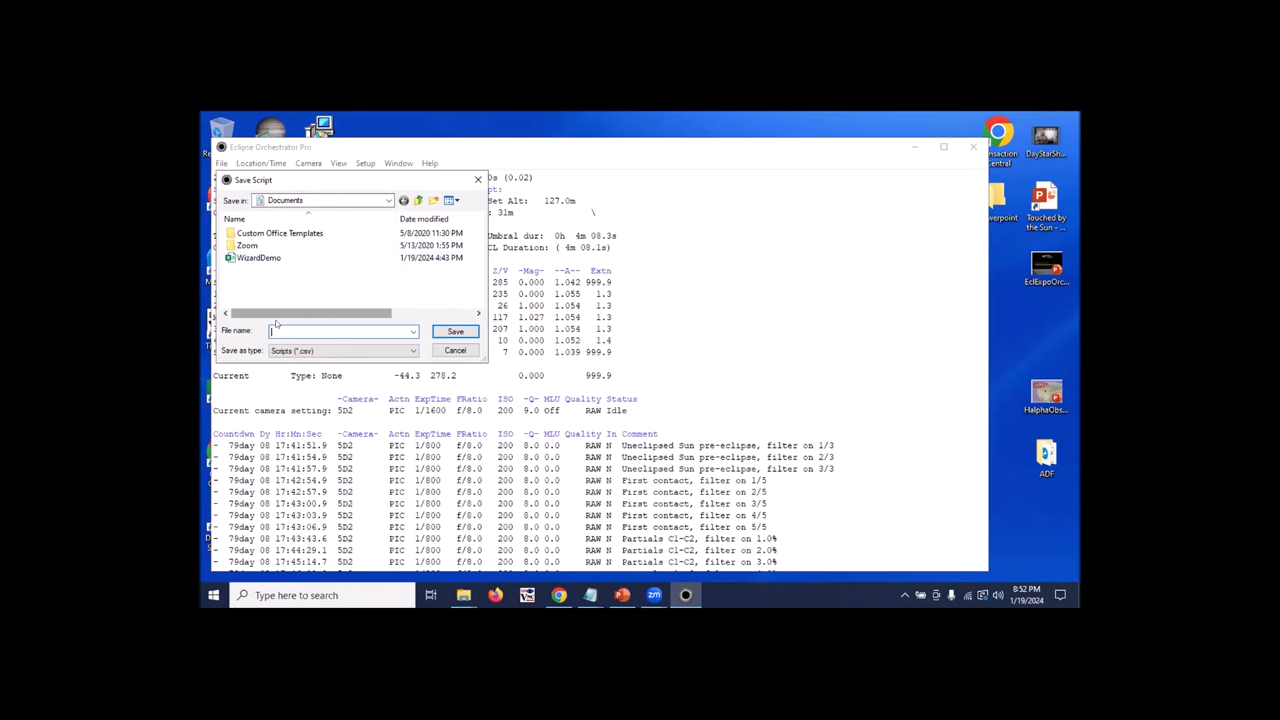 Eclipse Orchestrator Pro
File Location/Time Camera View Setup Window Help
Save Script
Save in: Documents
Name Date modified
Custom Office Templates 5/8/2020 11:30 PM
Zoom 5/13/2020 1:55 PM
WizardDemo 1/19/2024 4:43 PM
File name: Save
Save as type: Scripts (*.csv) Cancel
0s (0.02)
pt:
Set Alt: 127.0m
: 31m \
Umbral dur: 0h 4m 08.3s
CL Duration: ( 4m 08.1s)
Z/V -Mag- --A-- Extn
285 0.000 1.042 999.9
235 0.000 1.055 1.3
26 1.000 1.054 1.3
117 1.027 1.054 1.3
207 1.000 1.054 1.3
10 0.000 1.052 1.4
7 0.000 1.039 999.9
Current Type: None -44.3 278.2 0.000 999.9
-Camera- Actn ExpTime FRatio ISO -Q- MLU Quality Status
Current camera setting: 5D2 PIC 1/1600 f/8.0 200 9.0 Off RAW Idle
Countdwn Dy Hr:Mn:Sec -Camera- Actn ExpTime FRatio ISO -Q- MLU Quality In Comment
- 79day 08 17:41:51.9 5D2 PIC 1/800 f/8.0 200 8.0 0.0 RAW N Uneclipsed Sun pre-eclipse, filter on 1/3
- 79day 08 17:41:54.9 5D2 PIC 1/800 f/8.0 200 8.0 0.0 RAW N Uneclipsed Sun pre-eclipse, filter on 2/3
- 79day 08 17:41:57.9 5D2 PIC 1/800 f/8.0 200 8.0 0.0 RAW N Uneclipsed Sun pre-eclipse, filter on 3/3
- 79day 08 17:42:54.9 5D2 PIC 1/800 f/8.0 200 8.0 0.0 RAW N First contact, filter on 1/5
- 79day 08 17:42:57.9 5D2 PIC 1/800 f/8.0 200 8.0 0.0 RAW N First contact, filter on 2/5
- 79day 08 17:43:00.9 5D2 PIC 1/800 f/8.0 200 8.0 0.0 RAW N First contact, filter on 3/5
- 79day 08 17:43:03.9 5D2 PIC 1/800 f/8.0 200 8.0 0.0 RAW N First contact, filter on 4/5
- 79day 08 17:43:06.9 5D2 PIC 1/800 f/8.0 200 8.0 0.0 RAW N First contact, filter on 5/5
- 79day 08 17:43:43.6 5D2 PIC 1/800 f/8.0 200 8.0 0.0 RAW N Partials C1-C2, filter on 1.0%
- 79day 08 17:44:29.1 5D2 PIC 1/800 f/8.0 200 8.0 0.0 RAW N Partials C1-C2, filter on 2.0%
- 79day 08 17:45:14.7 5D2 PIC 1/800 f/8.0 200 8.0 0.0 RAW N Partials C1-C2, filter on 3.0%
Transaction
Central
DayStarSh...
Powerpoint
Touched by
the Sun - ...
EclExpoOrc...
HalphaObs...
ADF
Type here to search
8:52 PM
1/19/2024